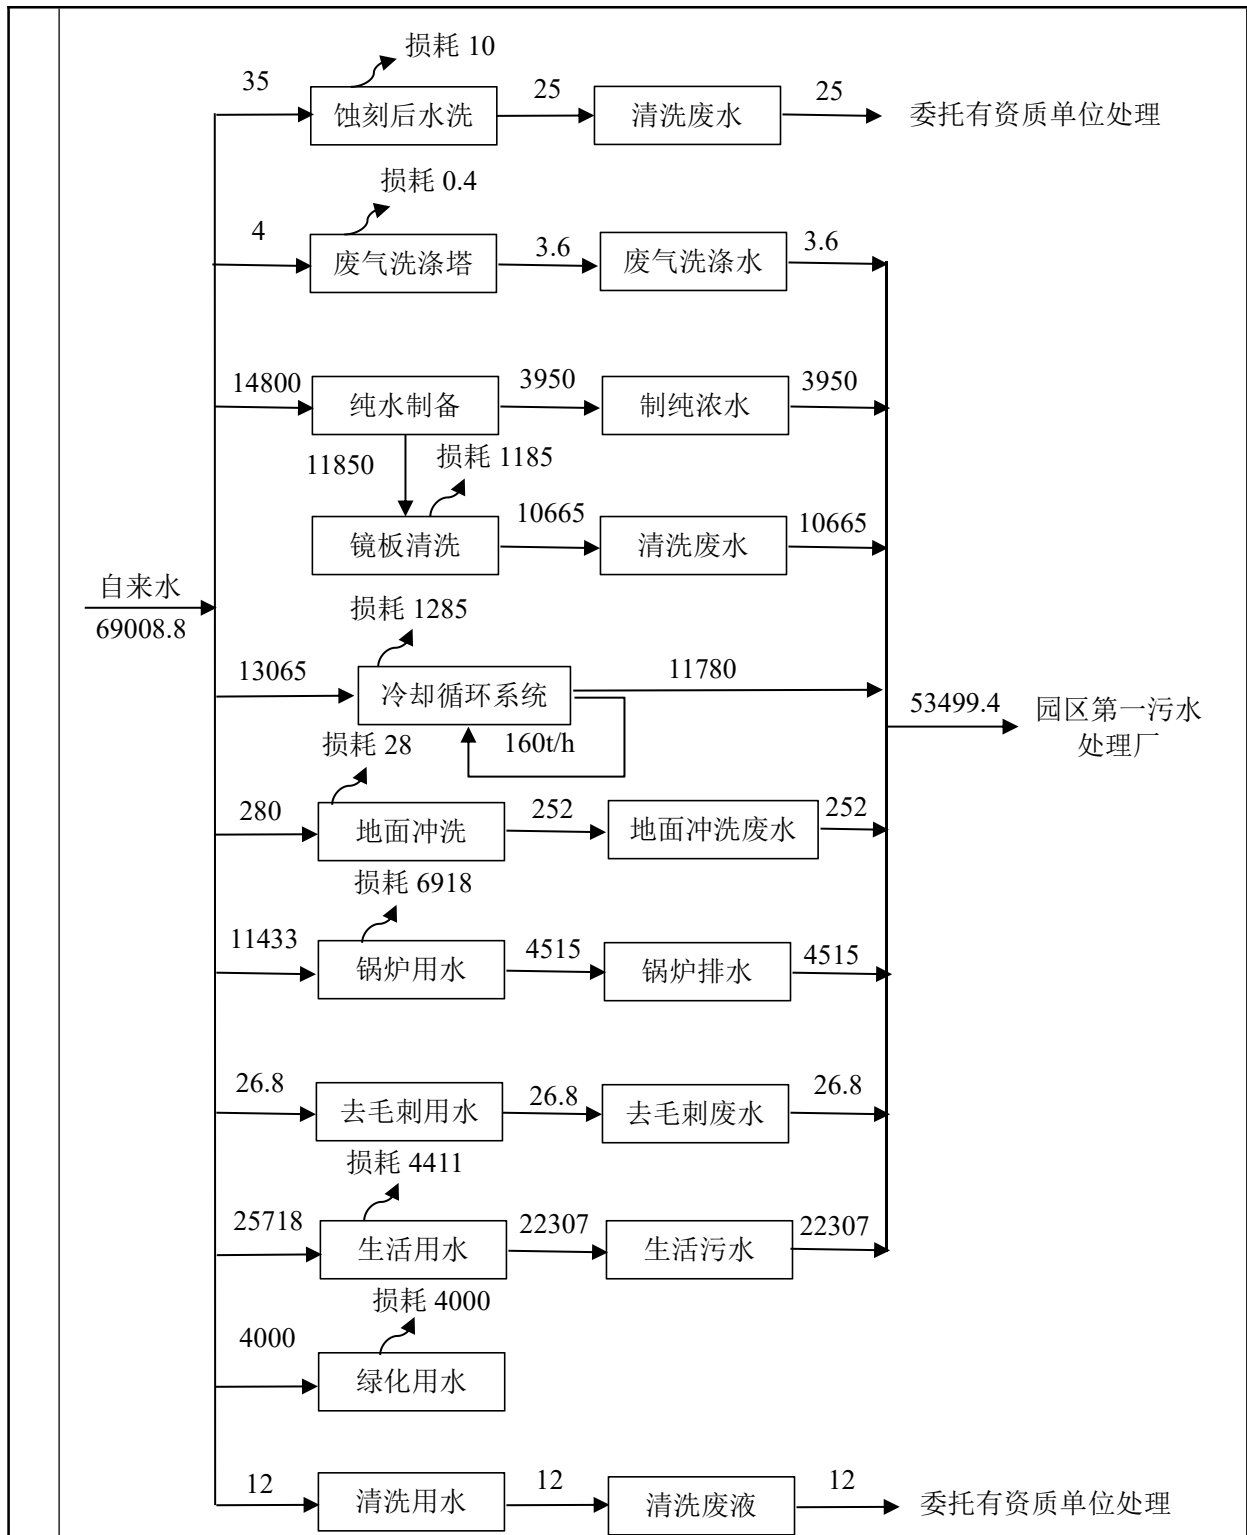 损耗 10
35
蚀刻后水洗
25
清洗废水
25
委托有资质单位处理
损耗 0.4
4
废气洗涤塔
3.6
废气洗涤水
3.6
14800
纯水制备
3950
制纯浓水
3950
11850
损耗 1185
镜板清洗
10665
清洗废水
10665
自来水
69008.8
损耗 1285
13065
冷却循环系统
11780
160t/h
53499.4
园区第一污水
处理厂
损耗 28
280
地面冲洗
252
地面冲洗废水
252
损耗 6918
11433
锅炉用水
4515
锅炉排水
4515
26.8
去毛刺用水
26.8
去毛刺废水
26.8
损耗 4411
25718
生活用水
22307
生活污水
22307
损耗 4000
4000
绿化用水
12
清洗用水
12
清洗废液
12
委托有资质单位处理